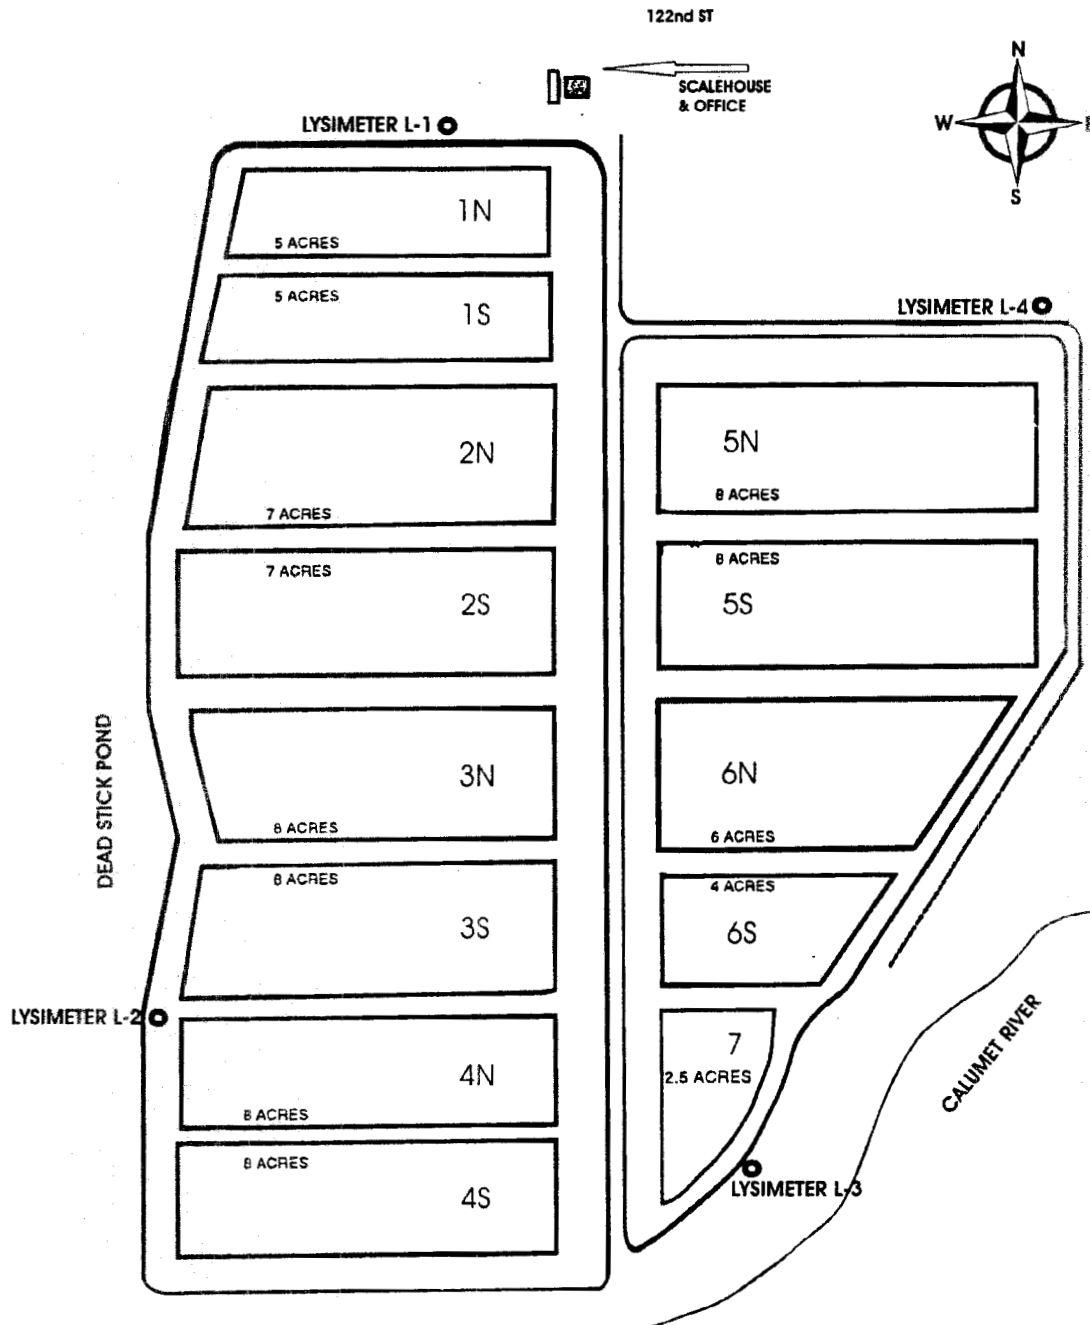 122nd ST
SCALEHOUSE
& OFFICE
N
W
S
LYSIMETER L-1
1N
5 ACRES
5 ACRES
1S
LYSIMETER L-4
2N
7 ACRES
7 ACRES
2S
5N
8 ACRES
8 ACRES
5S
DEAD STICK POND
3N
8 ACRES
8 ACRES
3S
6N
6 ACRES
4 ACRES
6S
LYSIMETER L-2
4N
8 ACRES
8 ACRES
4S
7
2.5 ACRES
LYSIMETER L-3
CALUMET RIVER